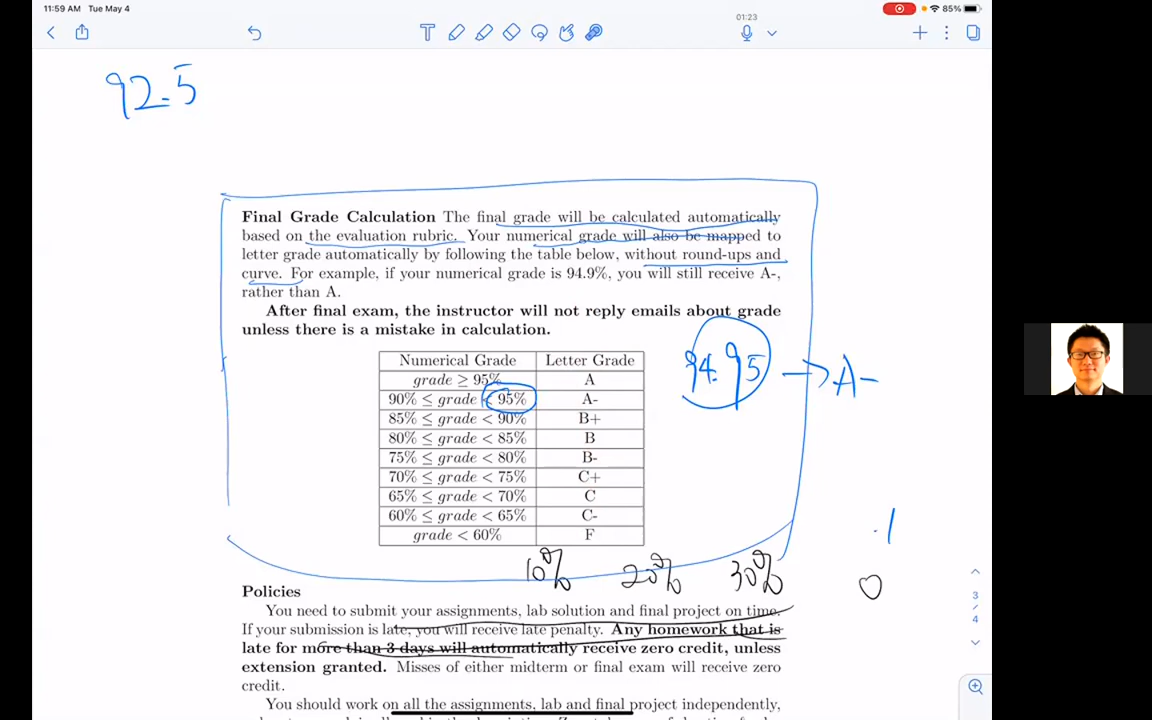 11:59 AM Tue May 4
85%
01:23
92.5
Final Grade Calculation The final grade will be calculated automatically
based on the evaluation rubric. Your numerical grade will also be mapped to
letter grade automatically by following the table below, without round-ups and
curve. For example, if your numerical grade is 94.9%, you will still receive A-,
rather than A.
After final exam, the instructor will not reply emails about grade
unless there is a mistake in calculation.
Numerical Grade Letter Grade
grade ≥ 95% A
90% ≤ grade < 95% A-
85% ≤ grade < 90% B+
80% ≤ grade < 85% B
75% ≤ grade < 80% B-
70% ≤ grade < 75% C+
65% ≤ grade < 70% C
60% ≤ grade < 65% C-
grade < 60% F
94.95 → A-
10% 20% 30% 0
3
/
4
Policies
You need to submit your assignments, lab solution and final project on time.
If your submission is late, you will receive late penalty. Any homework that is
late for more than 3 days will automatically receive zero credit, unless
extension granted. Misses of either midterm or final exam will receive zero
credit.
You should work on all the assignments, lab and final project independently,